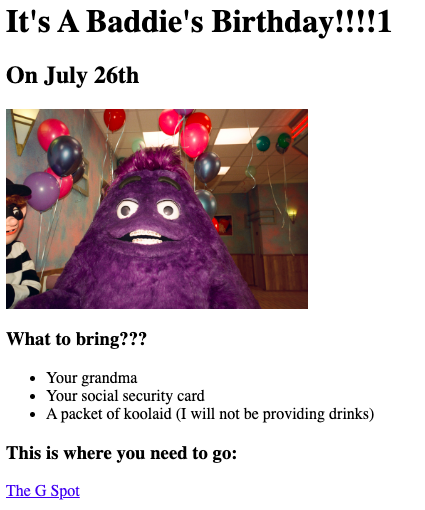 It's A Baddie's Birthday!!!!1
On July 26th
What to bring???
Your grandma
Your social security card
A packet of koolaid (I will not be providing drinks)
This is where you need to go:
The G Spot